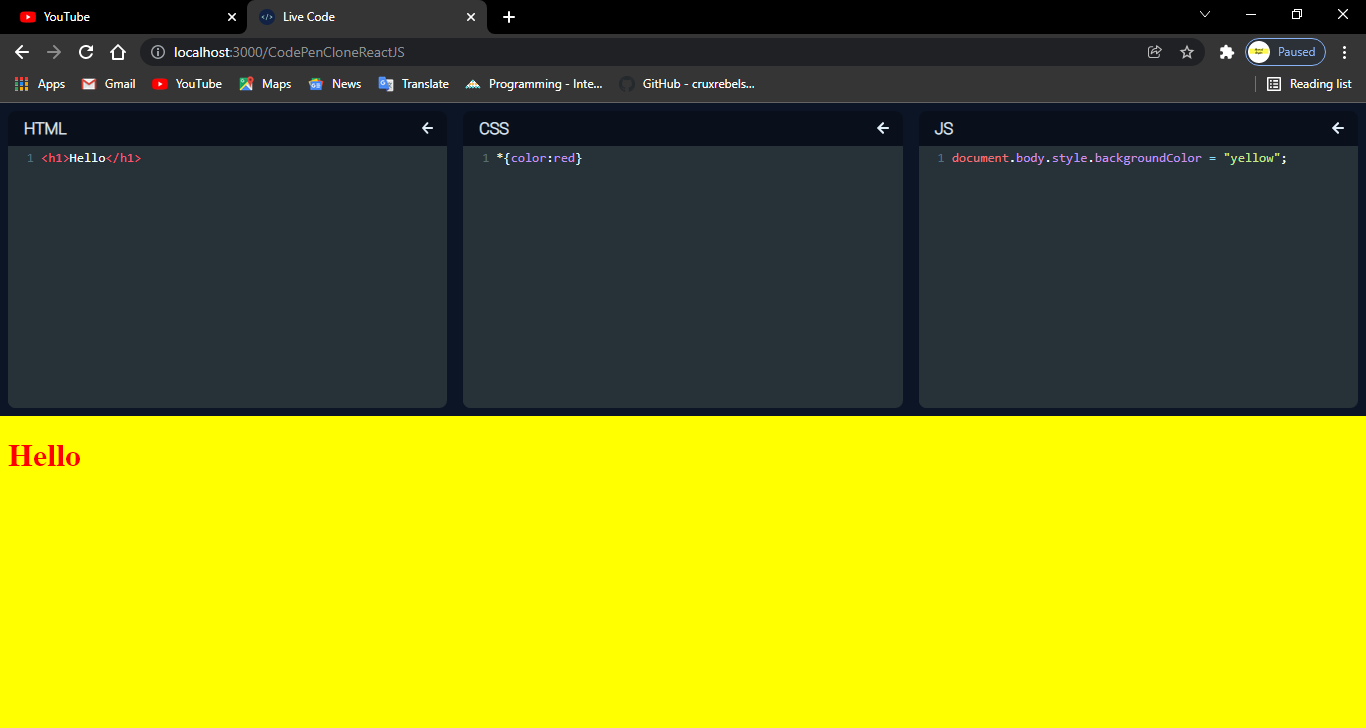 YouTube
Live Code
localhost:3000/CodePenCloneReactJS
Paused
Apps
Gmail
YouTube
Maps
News
Translate
Programming - Inte...
GitHub - cruxrebels...
Reading list
HTML
1 <h1>Hello</h1>
CSS
1 *{color:red}
JS
1 document.body.style.backgroundColor = "yellow";
Hello